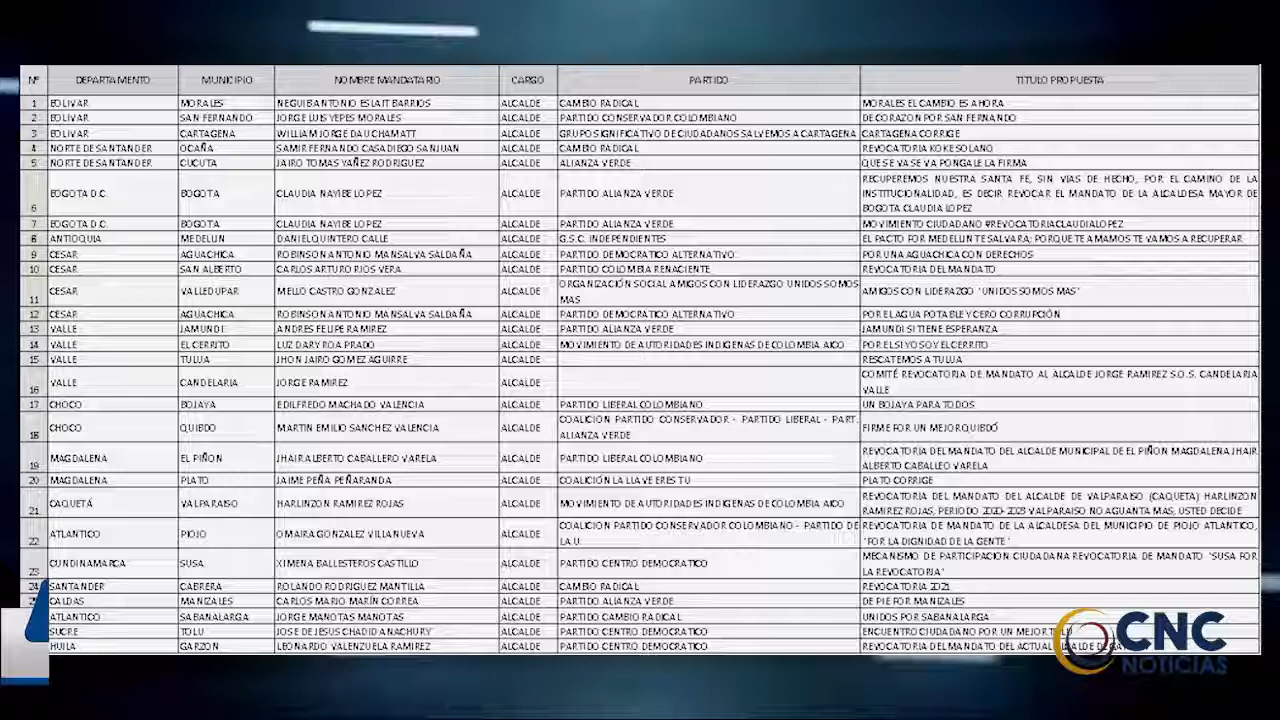 Nº DEPARTAMENTO MUNICIPIO NOMBRE MANDATARIO CARGO PARTIDO TITULO PROPUESTA
1 BOLIVAR MORALES NEGUIB ANTONIO ESLAIT BARRIOS ALCALDE CAMBIO RADICAL MORALES EL CAMBIO ES AHORA
2 BOLIVAR SAN FERNANDO JORGE LUIS YEPES MORALES ALCALDE PARTIDO CONSERVADOR COLOMBIANO DE CORAZON POR SAN FERNANDO
3 BOLIVAR CARTAGENA WILLIAM JORGE DAU CHAMATT ALCALDE GRUPO SIGNIFICATIVO DE CIUDADANOS SALVEMOS A CARTAGENA CARTAGENA CORRIGE
4 NORTE DE SANTANDER OCAÑA SAMIR FERNANDO CASADIEGO SANJUAN ALCALDE CAMBIO RADICAL REVOCATORIA KOKE SOLANO
5 NORTE DE SANTANDER CUCUTA JAIRO TOMAS YAÑEZ RODRIGUEZ ALCALDE ALIANZA VERDE QUE SE VA SE VA PONGALE LA FIRMA
6 BOGOTA D.C. BOGOTA CLAUDIA NAYIBE LOPEZ ALCALDE PARTIDO ALIANZA VERDE RECUPEREMOS NUESTRA SANTA FE, SIN VIAS DE HECHO, POR EL CAMINO DE LA
INSTITUCIONALIDAD, ES DECIR REVOCAR EL MANDATO DE LA ALCALDESA MAYOR DE
BOGOTA CLAUDIA LOPEZ
7 BOGOTA D.C. BOGOTA CLAUDIA NAYIBE LOPEZ ALCALDE PARTIDO ALIANZA VERDE MOVIMIENTO CIUDADANO #REVOCATORIACLAUDIALOPEZ
8 ANTIOQUIA MEDELLIN DANIEL QUINTERO CALLE ALCALDE G.S.C. INDEPENDIENTES EL PACTO POR MEDELLIN TE SALVARA; PORQUE TE AMAMOS TE VAMOS A RECUPERAR
9 CESAR AGUACHICA ROBINSON ANTONIO MANSALVA SALDAÑA ALCALDE PARTIDO DEMOCRATICO ALTERNATIVO POR UNA AGUACHICA CON DERECHOS
10 CESAR SAN ALBERTO CARLOS ARTURO RIOS VERA ALCALDE PARTIDO COLOMBIA RENACIENTE REVOCATORIA DEL MANDATO
11 CESAR VALLEDUPAR MELLO CASTRO GONZALEZ ALCALDE ORGANIZACIÓN SOCIAL AMIGOS CON LIDERAZGO UNIDOS SOMOS
MAS AMIGOS CON LIDERAZGO "UNIDOS SOMOS MAS"
12 CESAR AGUACHICA ROBINSON ANTONIO MANSALVA SALDAÑA ALCALDE PARTIDO DEMOCRATICO ALTERNATIVO POR EL AGUA POTABLE Y CERO CORRUPCIÓN
13 VALLE JAMUNDI ANDRES FELIPE RAMIREZ ALCALDE PARTIDO ALIANZA VERDE JAMUNDI SI TIENE ESPERANZA
14 VALLE EL CERRITO LUZ DARY ROA PRADO ALCALDE MOVIMIENTO DE AUTORIDADES INDIGENAS DE COLOMBIA AICO POR EL SI YO SOY EL CERRITO
15 VALLE TULUA JHON JAIRO GOMEZ AGUIRRE ALCALDE RESCATEMOS A TULUA
16 VALLE CANDELARIA JORGE RAMIREZ ALCALDE COMITÉ REVOCATORIA DE MANDATO AL ALCALDE JORGE RAMIREZ S.O.S. CANDELARIA
VALLE
17 CHOCO BOJAYA EDILFREDO MACHADO VALENCIA ALCALDE PARTIDO LIBERAL COLOMBIANO UN BOJAYA PARA TODOS
18 CHOCO QUIBDO MARTIN EMILIO SANCHEZ VALENCIA ALCALDE COALICION PARTIDO CONSERVADOR - PARTIDO LIBERAL - PART.
ALIANZA VERDE FIRME POR UN MEJOR QUIBDÓ
19 MAGDALENA EL PIÑON JHAIR ALBERTO CABALLERO VARELA ALCALDE PARTIDO LIBERAL COLOMBIANO REVOCATORIA DEL MANDATO DEL ALCALDE MUNICIPAL DE EL PIÑON MAGDALENA JHAIR
ALBERTO CABALLEO VARELA
20 MAGDALENA PLATO JAIME PEÑA PEÑARANDA ALCALDE COALICIÓN LA LLAVE ERES TU PLATO CORRIGE
21 CAQUETÁ VALPARAISO HARLINZON RAMIREZ ROJAS ALCALDE MOVIMIENTO DE AUTORIDADES INDIGENAS DE COLOMBIA AICO REVOCATORIA DEL MANDATO DEL ALCALDE DE VALPARAISO (CAQUETA) HARLINZON
RAMIREZ ROJAS, PERIODO 2020-2023 VALPARAISO NO AGUANTA MAS, USTED DECIDE
22 ATLANTICO PIOJO OMAIRA GONZALEZ VILLANUEVA ALCALDE COALICION PARTIDO CONSERVADOR COLOMBIANO - PARTIDO DE
LA U. REVOCATORIA DE MANDATO DE LA ALCALDESA DEL MUNICIPIO DE PIOJO ATLANTICO,
"POR LA DIGNIDAD DE LA GENTE"
23 CUNDINAMARCA SUSA XIMENA BALLESTEROS CASTILLO ALCALDE PARTIDO CENTRO DEMOCRATICO MECANISMO DE PARTICIPACION CIUDADANA REVOCATORIA DE MANDATO "SUSA POR
LA REVOCATORIA"
24 SANTANDER CABRERA ROLANDO RODRIGUEZ MANTILLA ALCALDE CAMBIO RADICAL REVOCATORIA 2021
CALDAS MANIZALES CARLOS MARIO MARÍN CORREA ALCALDE PARTIDO ALIANZA VERDE DE PIE POR MANIZALES
ATLANTICO SABANALARGA JORGE MANOTAS MANOTAS ALCALDE PARTIDO CAMBIO RADICAL UNIDOS POR SABANALARGA
SUCRE TOLU JOSE DE JESUS CHADID ANACHURY ALCALDE PARTIDO CENTRO DEMOCRATICO ENCUENTRO CIUDADANO POR UN MEJOR TOLU
HUILA GARZON LEONARDO VALENZUELA RAMIREZ ALCALDE PARTIDO CENTRO DEMOCRATICO REVOCATORIA DEL MANDATO DEL ACTUAL ALCALDE DE
CNC
NOTICIAS